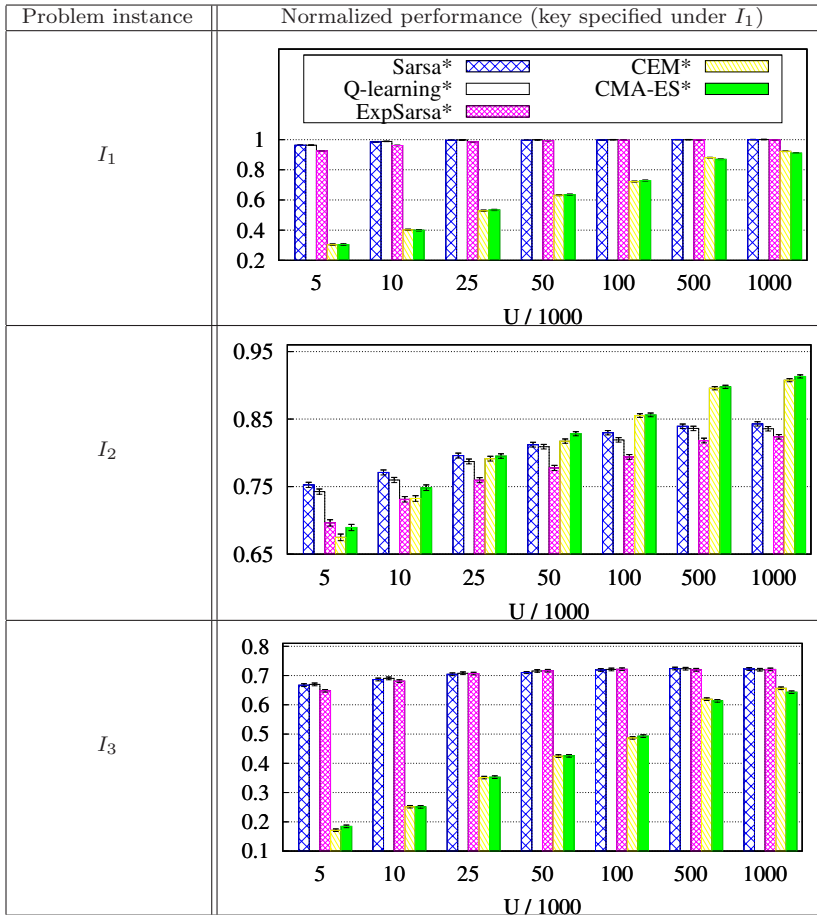 Problem instance Normalized performance (key specified under I₁)
Sarsa* CEM*
Q-learning* CMA-ES*
ExpSarsa*
I₁
1
0.8
0.6
0.4
0.2
5 10 25 50 100 500 1000
U / 1000
I₂
0.95
0.85
0.75
0.65
5 10 25 50 100 500 1000
U / 1000
I₃
0.8
0.7
0.6
0.5
0.4
0.3
0.2
0.1
5 10 25 50 100 500 1000
U / 1000